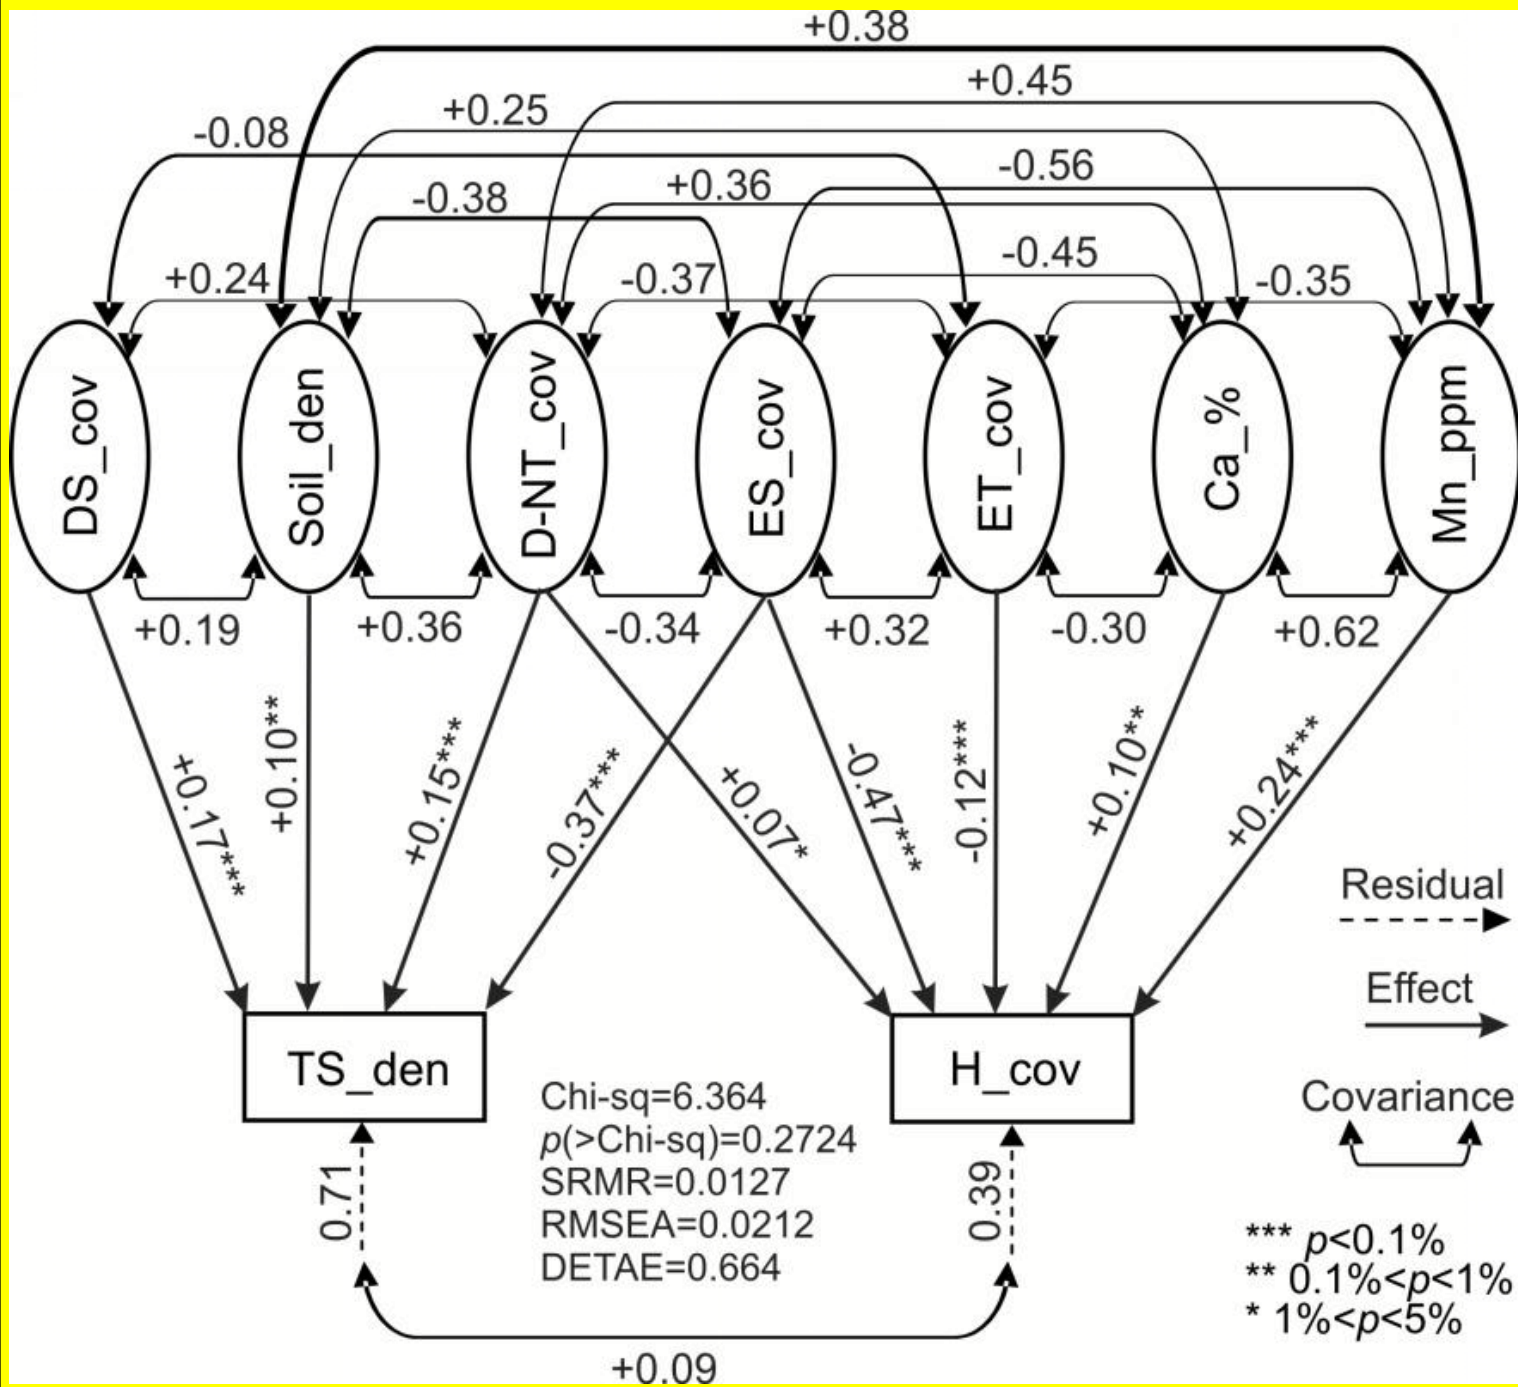 +0.38
+0.45
+0.25
-0.08
-0.56
+0.36
-0.38
-0.45
+0.24
-0.37
-0.35
DS_cov
Soil_den
D-NT_cov
ES_cov
ET_cov
Ca_%
Mn_ppm
+0.19
+0.36
-0.34
+0.32
-0.30
+0.62
+0.17***
+0.10**
+0.15***
-0.37***
+0.07*
-0.47***
-0.12***
+0.10**
+0.24***
Residual
Effect
Covariance
TS_den
H_cov
Chi-sq=6.364
p(>Chi-sq)=0.2724
SRMR=0.0127
RMSEA=0.0212
DETAE=0.664
0.71
0.39
*** p<0.1%
** 0.1%<p<1%
* 1%<p<5%
+0.09